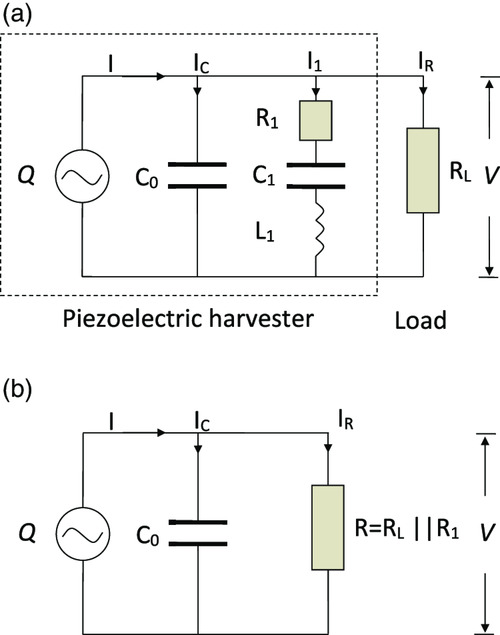 (a)
I I_C I_1 I_R
R_1
Q C_0 C_1 R_L V
L_1
Piezoelectric harvester Load
(b)
I I_C I_R
Q C_0 R=R_L ||R_1 V